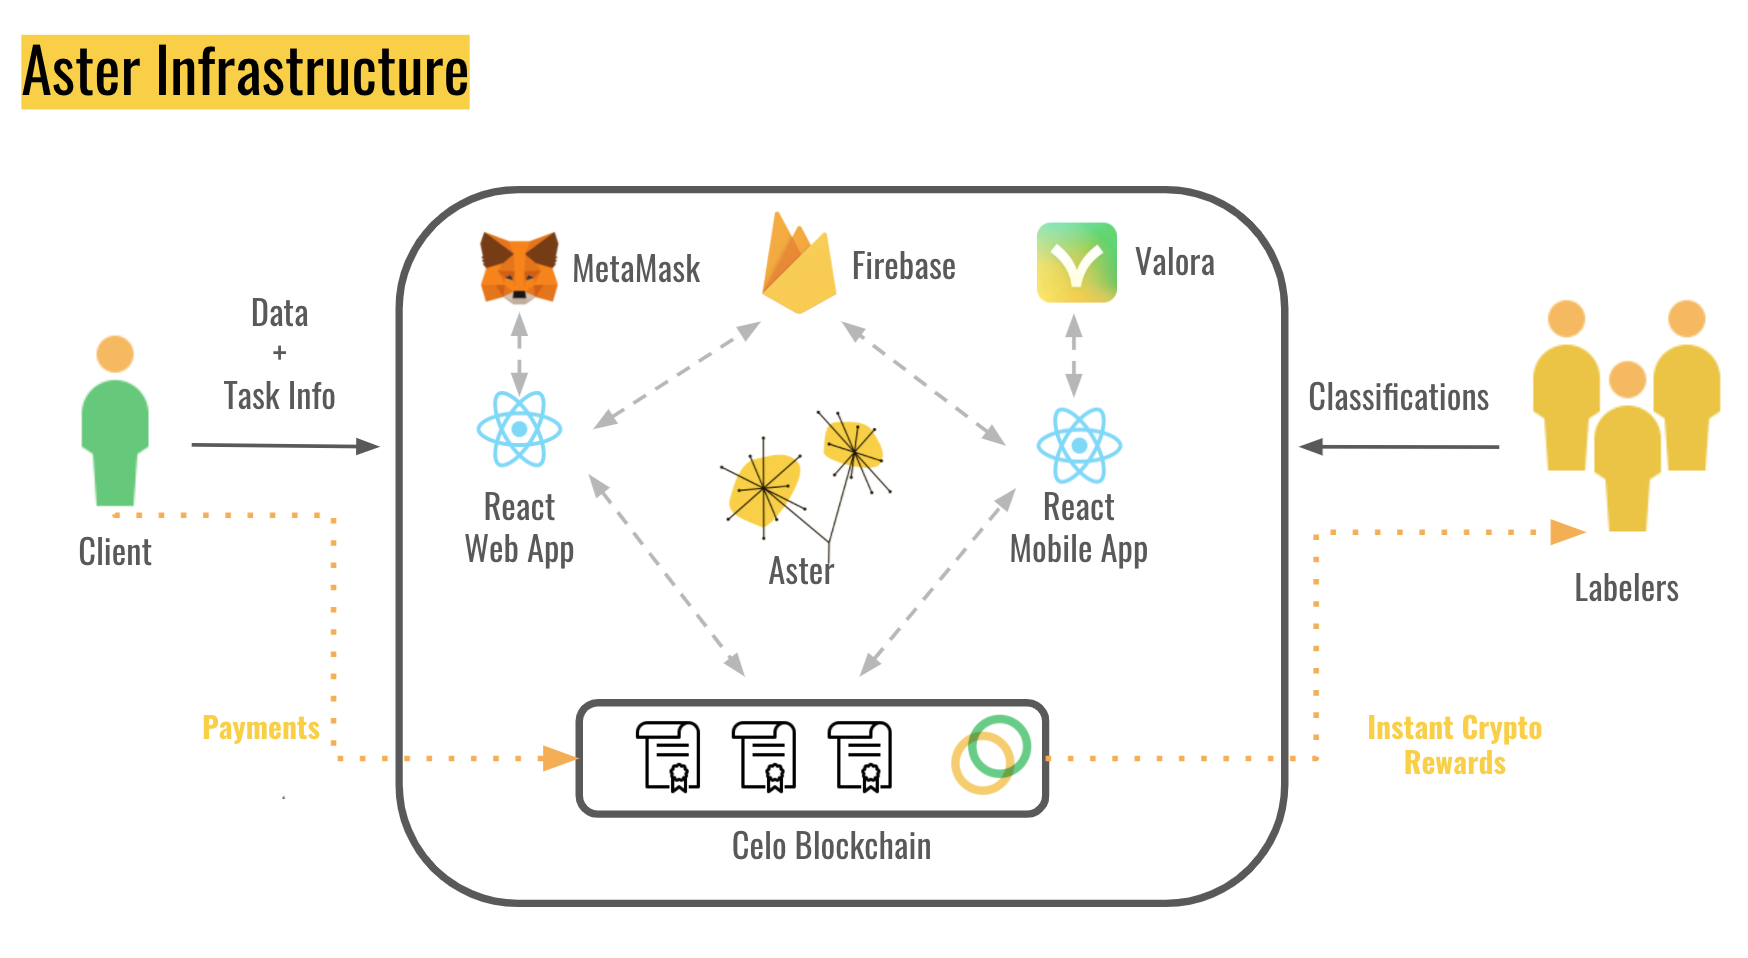 Aster Infrastructure
MetaMask
Firebase
Valora
Data
+
Task Info
Classifications
React
Web App
React
Mobile App
Aster
Client
Labelers
Payments
Instant Crypto
Rewards
.
Celo Blockchain